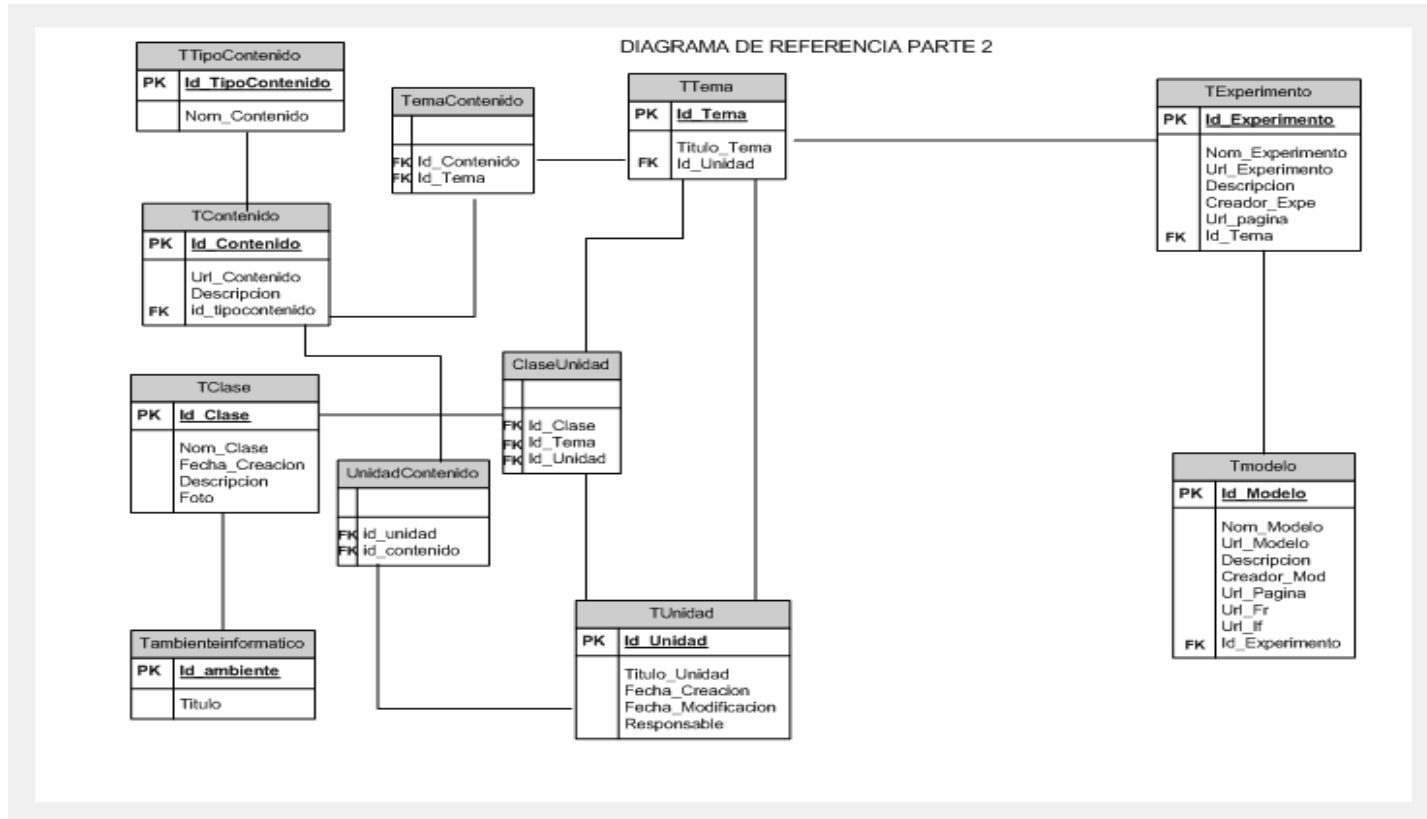 DIAGRAMA DE REFERENCIA PARTE 2
TTipoContenido
PK Id_TipoContenido
Nom_Contenido
TemaContenido
FK Id_Contenido
FK Id_Tema
TTema
PK Id_Tema
Titulo_Tema
FK Id_Unidad
TExperimento
PK Id_Experimento
Nom_Experimento
Url_Experimento
Descripcion
Creador_Expe
Url_pagina
FK Id_Tema
TContenido
PK Id_Contenido
Url_Contenido
Descripcion
FK id_tipocontenido
ClaseUnidad
FK Id_Clase
FK Id_Tema
FK Id_Unidad
TClase
PK Id_Clase
Nom_Clase
Fecha_Creacion
Descripcion
Foto
UnidadContenido
FK id_unidad
FK id_contenido
Tmodelo
PK Id_Modelo
Nom_Modelo
Url_Modelo
Descripcion
Creador_Mod
Url_Pagina
Url_Fr
Url_If
FK Id_Experimento
Tambienteinformatico
PK Id_ambiente
Titulo
TUnidad
PK Id_Unidad
Titulo_Unidad
Fecha_Creacion
Fecha_Modificacion
Responsable